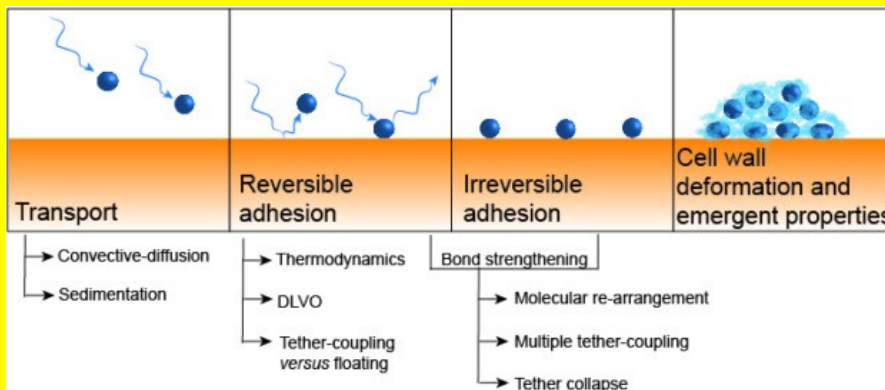 Transport
Reversible
adhesion
Irreversible
adhesion
Cell wall
deformation and
emergent properties
Convective-diffusion
Sedimentation
Thermodynamics
DLVO
Tether-coupling
versus floating
Bond strengthening
Molecular re-arrangement
Multiple tether-coupling
Tether collapse